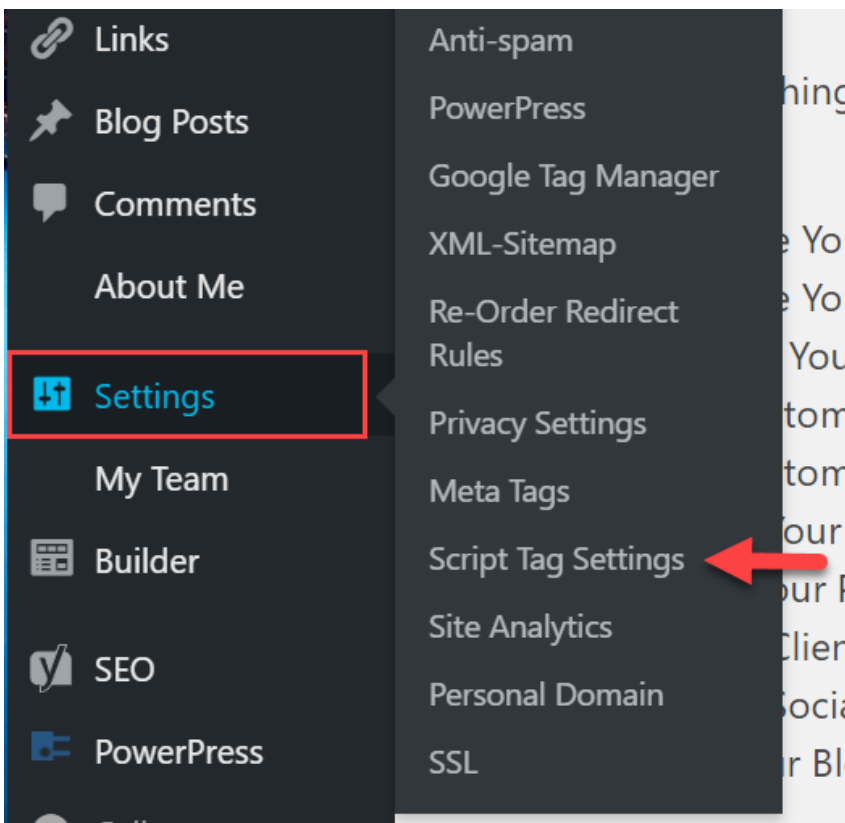 Links
Blog Posts
Comments
About Me
Settings
My Team
Builder
SEO
PowerPress
Anti-spam
PowerPress
Google Tag Manager
XML-Sitemap
Re-Order Redirect
Rules
Privacy Settings
Meta Tags
Script Tag Settings
Site Analytics
Personal Domain
SSL